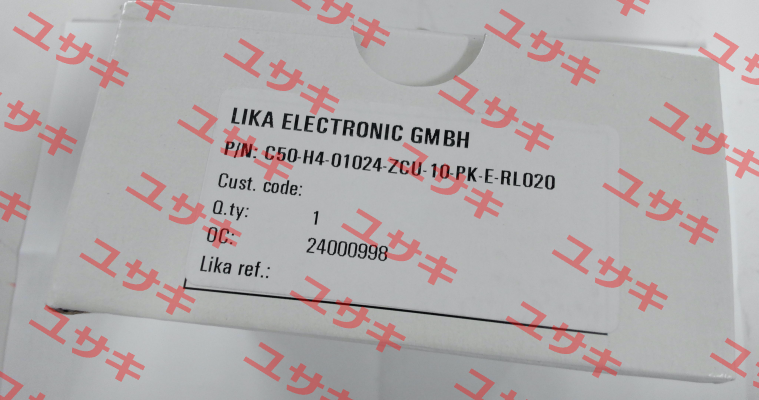 LIKA ELECTRONIC GMBH
P/N: C50-H4-01024-ZCU-10-PK-E-RL020
Cust. code:
Q.ty: 1
OC: 24000998
Lika ref.:
ユサキ